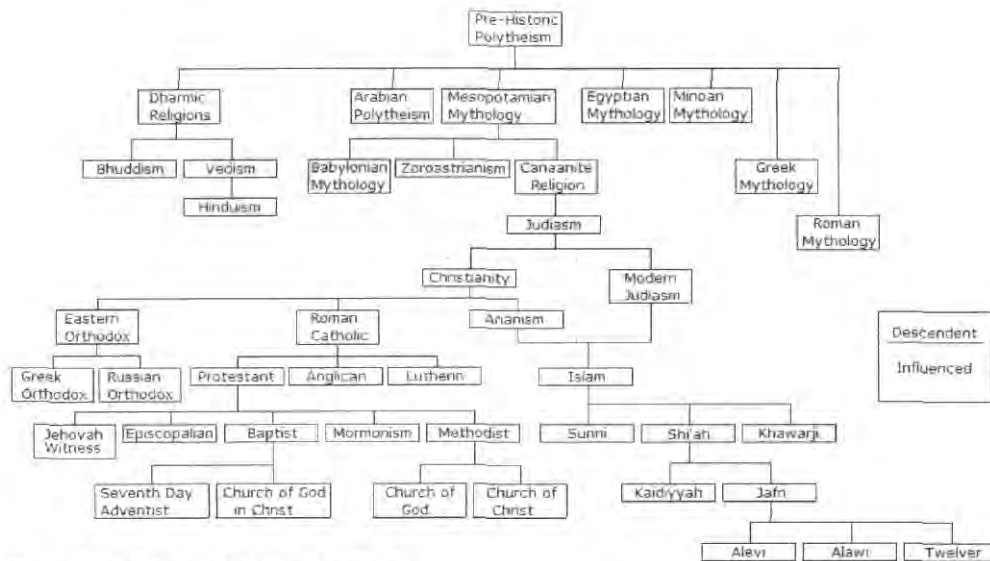 Pre-Historic
Polytheism
Dharmic
Religions
Arabian
Polytheism
Mesopotamian
Mythology
Egyptian
Mythology
Minoan
Mythology
Bhuddism
Vedism
Babylonian
Mythology
Zoroastrianism
Canaanite
Religion
Greek
Mythology
Hinduism
Judiasm
Roman
Mythology
Christianity
Modern
Judiasm
Eastern
Orthodox
Roman
Catholic
Arianism
Descendent
Influenced
Greek
Orthodox
Russian
Orthodox
Protestant
Anglican
Lutherin
Islam
Jehovah
Witness
Episcopalian
Baptist
Mormonism
Methodist
Sunni
Shi'ah
Khawarji
Seventh Day
Adventist
Church of God
in Christ
Church of
God
Church of
Christ
Kaidiyyah
Jafri
Alevi
Alawi
Twelver